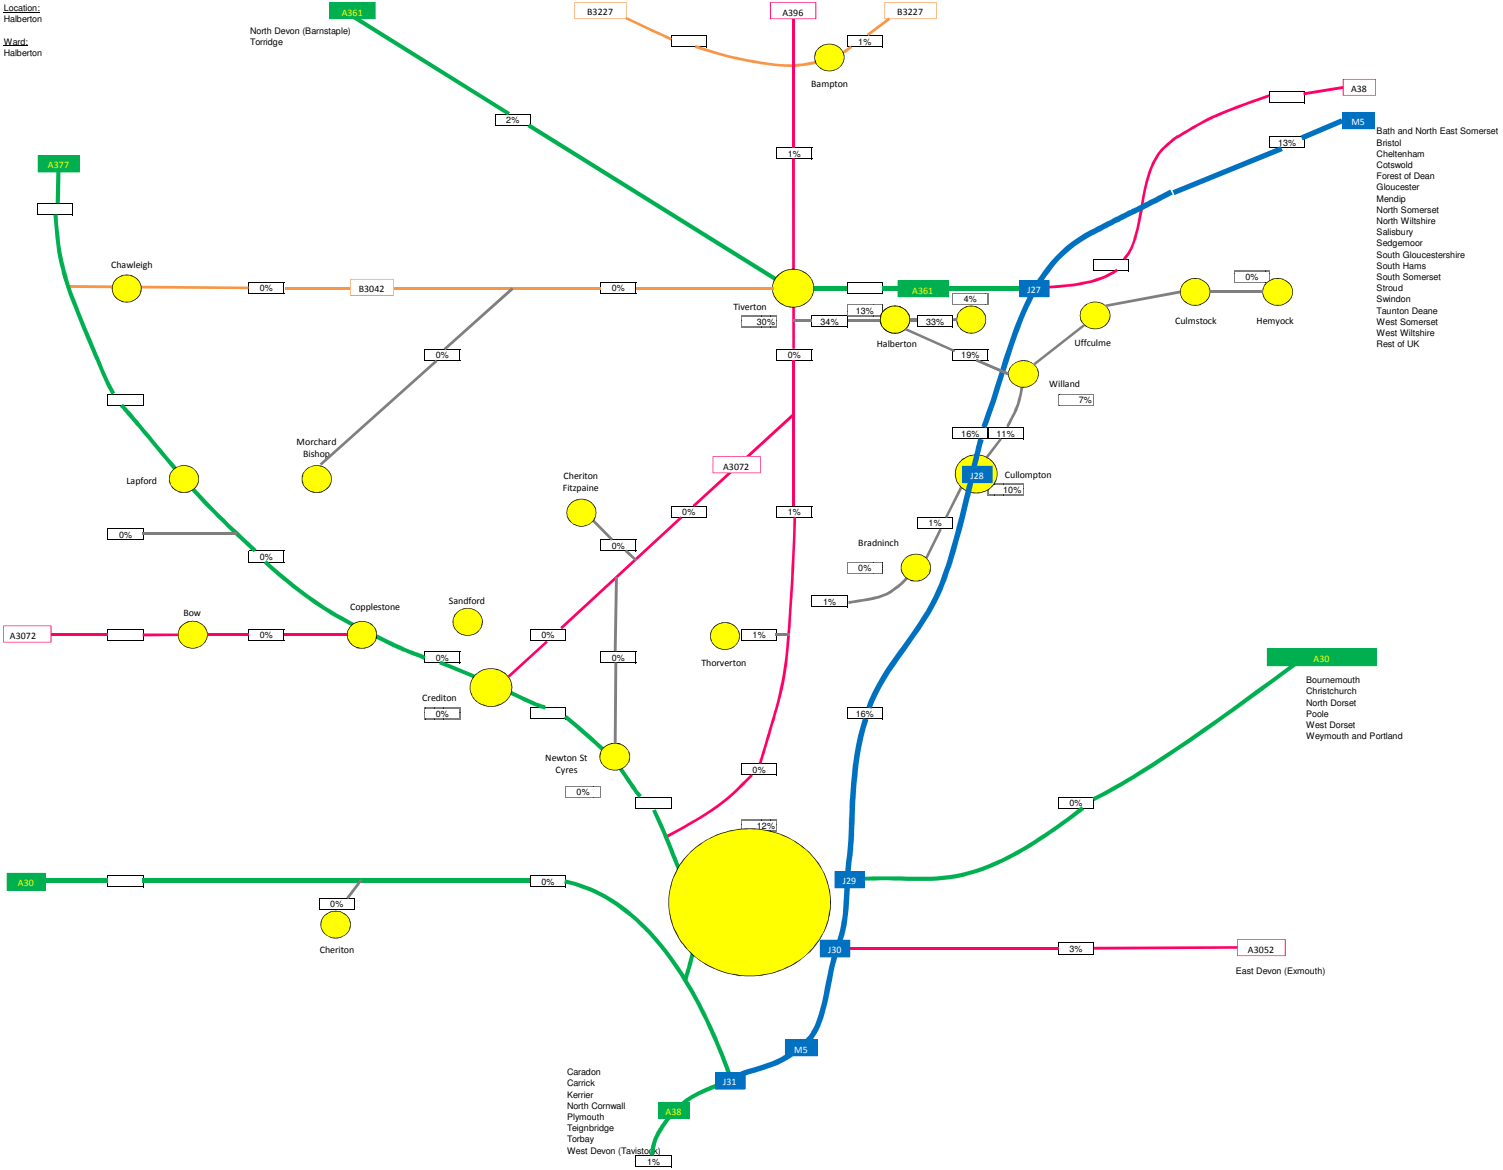 Location:
Halberton
Ward:
Halberton
A361
North Devon (Barnstaple)
Torridge
B3227
A396
B3227
1%
Bampton
A38
M5
13%
Bath and North East Somerset
Bristol
Cheltenham
Cotswold
Forest of Dean
Gloucester
Mendip
North Somerset
North Wiltshire
Salisbury
Sedgemoor
South Gloucestershire
South Hams
South Somerset
Stroud
Swindon
Taunton Deane
West Somerset
West Wiltshire
Rest of UK
2%
1%
A377
Chawleigh
0%
B3042
0%
Tiverton
30%
A361
J27
13%
4%
34%
33%
Halberton
0%
Culmstock
Hemyock
Uffculme
0%
19%
Willand
7%
0%
16%
11%
Morchard
Bishop
A3072
J28
Cullompton
10%
Lapford
Cheriton
Fitzpaine
0%
1%
1%
0%
0%
0%
Bradninch
0%
1%
Sandford
Bow
Copplestone
A3072
0%
0%
0%
0%
1%
Thorverton
Crediton
0%
16%
A30
Bournemouth
Christchurch
North Dorset
Poole
West Dorset
Weymouth and Portland
Newton St
Cyres
0%
0%
0%
12%
A30
0%
0%
Cheriton
J29
J30
3%
A3052
East Devon (Exmouth)
M5
J31
Caradon
Carrick
Kerrier
North Cornwall
Plymouth
Teignbridge
Torbay
West Devon (Tavistock)
A38
1%